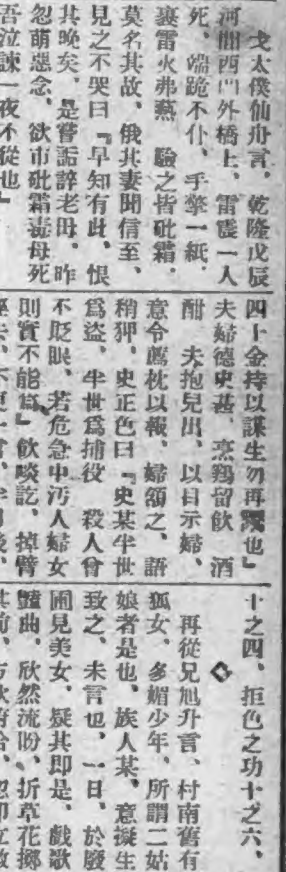 戈太僕仙舟言、乾隆戊辰
河間西門外橋上、雷震一人
死、端跪不仆、手擎一紙、
裹雷火弗爇、驗之皆砒霜、
莫名其故、俄其妻聞信至、
見之不哭曰『早知有此、恨
其晚矣、是嘗詬誶老母、昨
忽萌惡念、欲市砒霜毒母死
吾泣諫一夜不從也』
四十金持以謀生勿再 也』
夫婦德史甚、烹鷄留飲、酒
酣、夫抱兒出、以目示婦、
意令薦枕以報、婦頷之、語
稍狎、史正色曰『史某半世
爲盜、半世爲捕役、殺人曾
不眨眼、若危急中汚人婦女
則實不能爲』飲啖訖、掉臂
十之四、拒色之功十之六、
◇
再從兄旭升言、村南舊有
狐女、多媚少年、所謂二姑
娘者是也、族人某、意擬生
致之、未言也、一日、於廢
圃見美女、疑其即是、戲歌
豔曲、欣然流盼、折草花擲